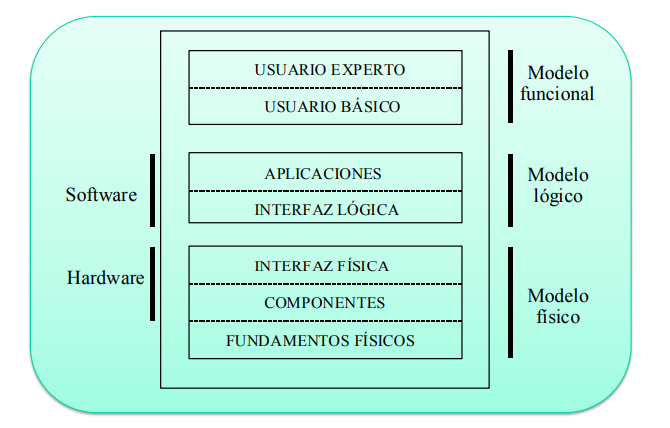 USUARIO EXPERTO
USUARIO BÁSICO
Modelo
funcional
Software
APLICACIONES
INTERFAZ LÓGICA
Modelo
lógico
Hardware
INTERFAZ FÍSICA
COMPONENTES
FUNDAMENTOS FÍSICOS
Modelo
físico